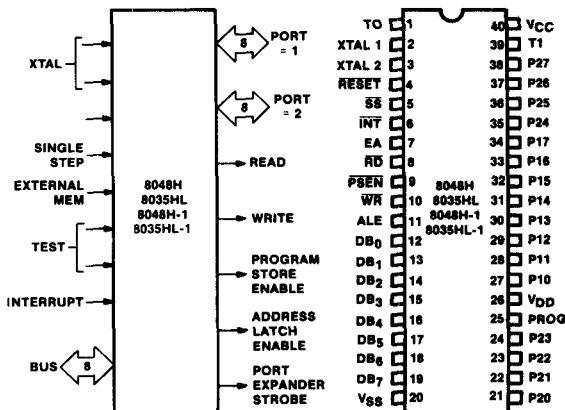 XTAL
SINGLE
STEP
EXTERNAL
MEM
TEST
INTERRUPT
BUS 8
8048H
8035HL
8048H-1
8035HL-1
8 PORT
= 1
8 PORT
= 2
READ
WRITE
PROGRAM
STORE
ENABLE
ADDRESS
LATCH
ENABLE
PORT
EXPANDER
STROBE
TO 1
XTAL 1 2
XTAL 2 3
RESET 4
SS 5
INT 6
EA 7
RD 8
PSEN 9
WR 10
ALE 11
DB0 12
DB1 13
DB2 14
DB3 15
DB4 16
DB5 17
DB6 18
DB7 19
VSS 20
8048H
8035HL
8048H-1
8035HL-1
40 VCC
39 T1
38 P27
37 P26
36 P25
35 P24
34 P17
33 P16
32 P15
31 P14
30 P13
29 P12
28 P11
27 P10
26 VDD
25 PROG
24 P23
23 P22
22 P21
21 P20